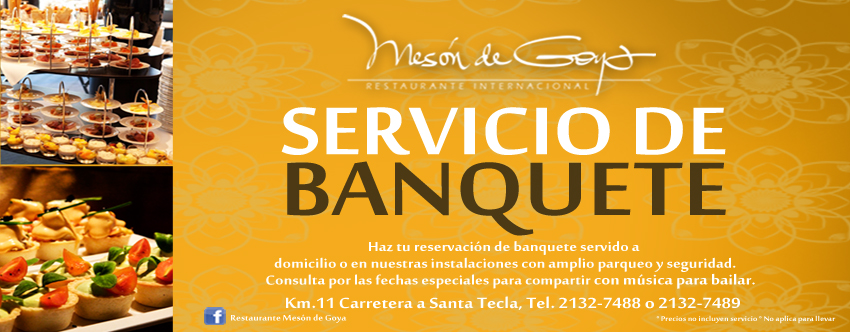 Mesón de Goya
RESTAURANTE INTERNACIONAL
SERVICIO DE
BANQUETE
Haz tu reservación de banquete servido a
domicilio o en nuestras instalaciones con amplio parqueo y seguridad.
Consulta por las fechas especiales para compartir con música para bailar.
Km.11 Carretera a Santa Tecla, Tel. 2132-7488 o 2132-7489
f Restaurante Mesón de Goya
* Precios no incluyen servicio * No aplica para llevar